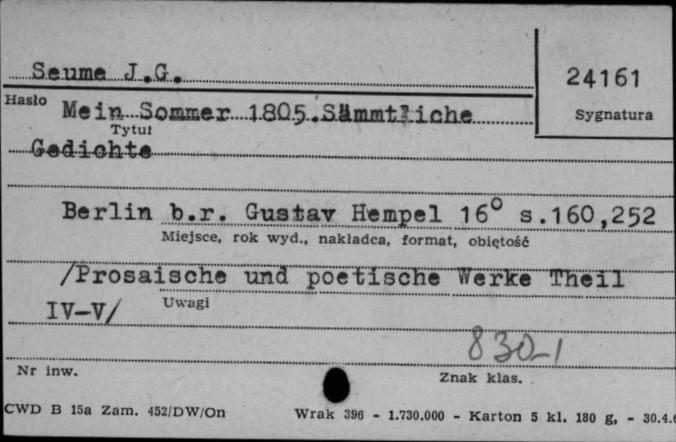 Seume J.G.
24161
Hasło
Sygnatura
Mein Sommer 1805.Sämmtliche
Tytuł
Gedichte
Berlin b.r. Gustav Hempel 16° s.160,252
Miejsce, rok wyd., nakładca, format, objętość
/Prosaische und poetische Werke Theil
IV-V/
Uwagi
830-1
Nr inw.
Znak klas.
CWD B 15a Zam. 452/DW/On
Wrak 396 - 1.730.000 - Karton 5 kl. 180 g, - 30.4.